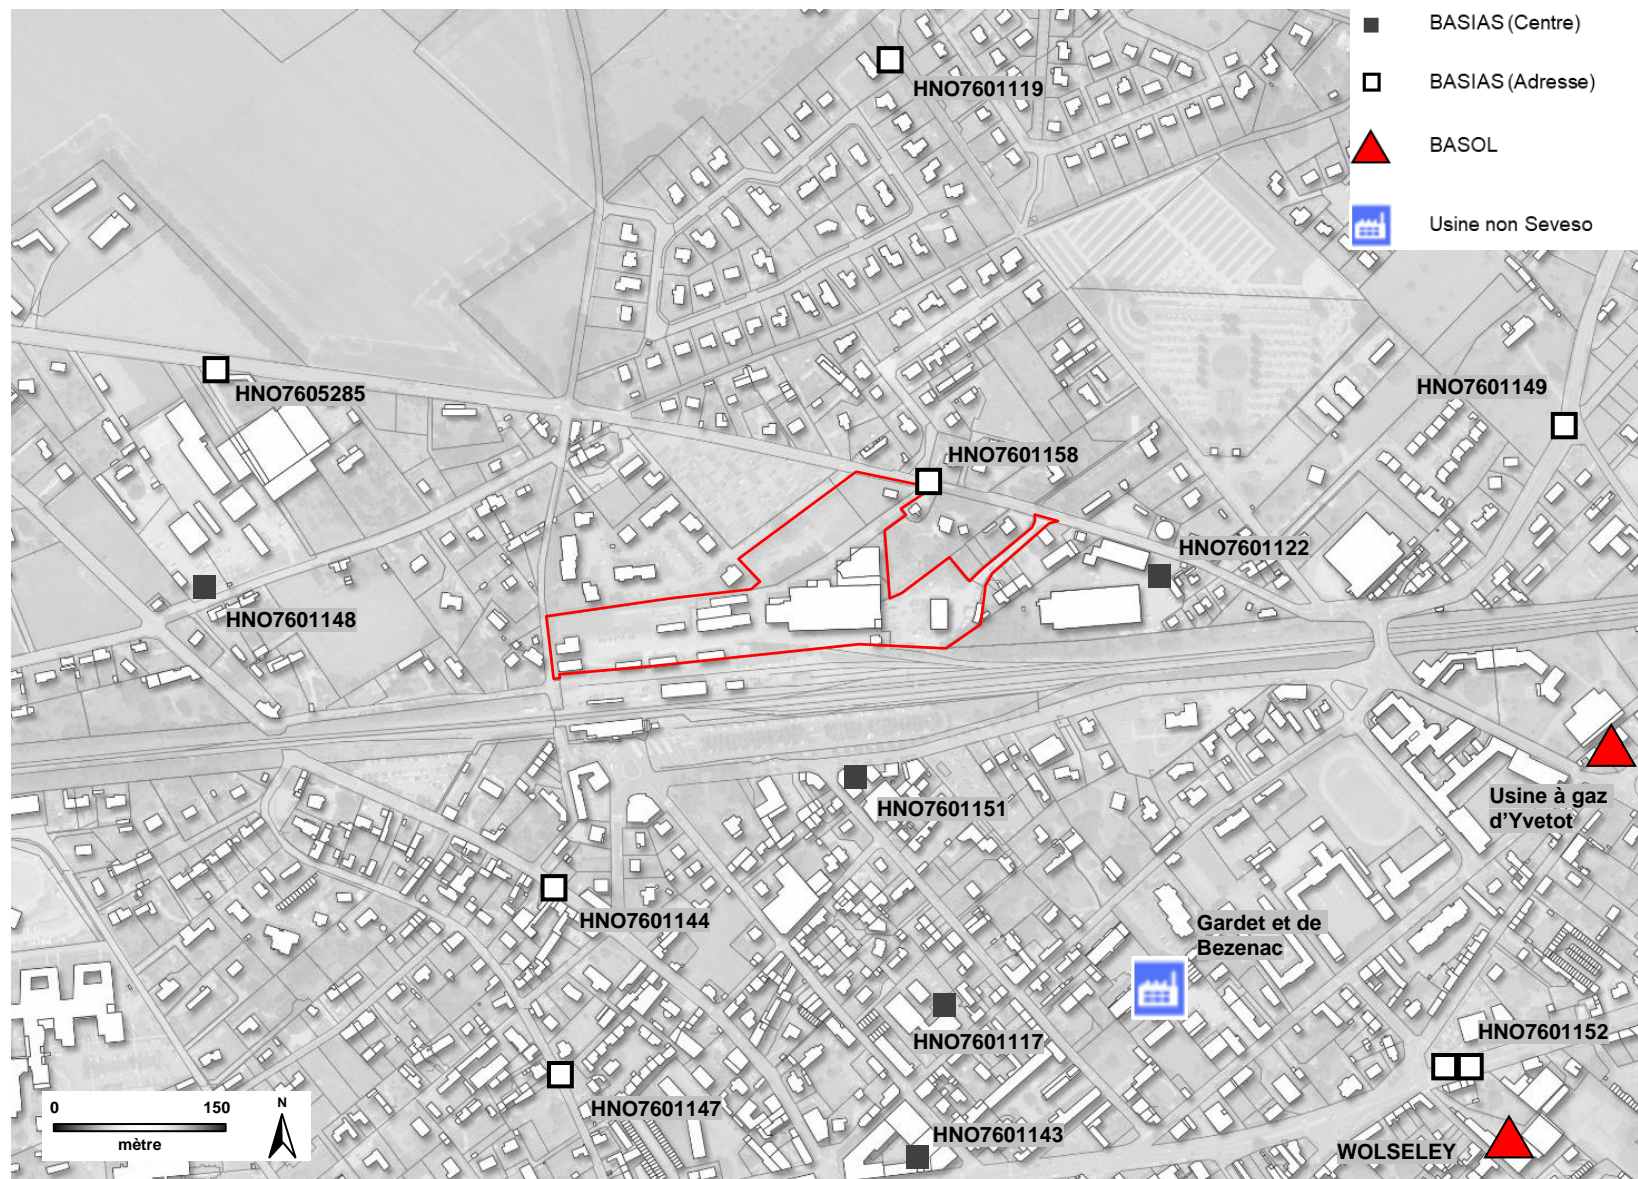 BASIAS (Centre)
BASIAS (Adresse)
BASOL
Usine non Seveso
HNO7601119
HNO7605285
HNO7601149
HNO7601158
HNO7601122
HNO7601148
HNO7601151
Usine à gaz
d'Yvetot
HNO7601144
Gardet et de
Bezenac
HNO7601117
HNO7601152
HNO7601147
HNO7601143
WOLSELEY
0 150
mètre
N